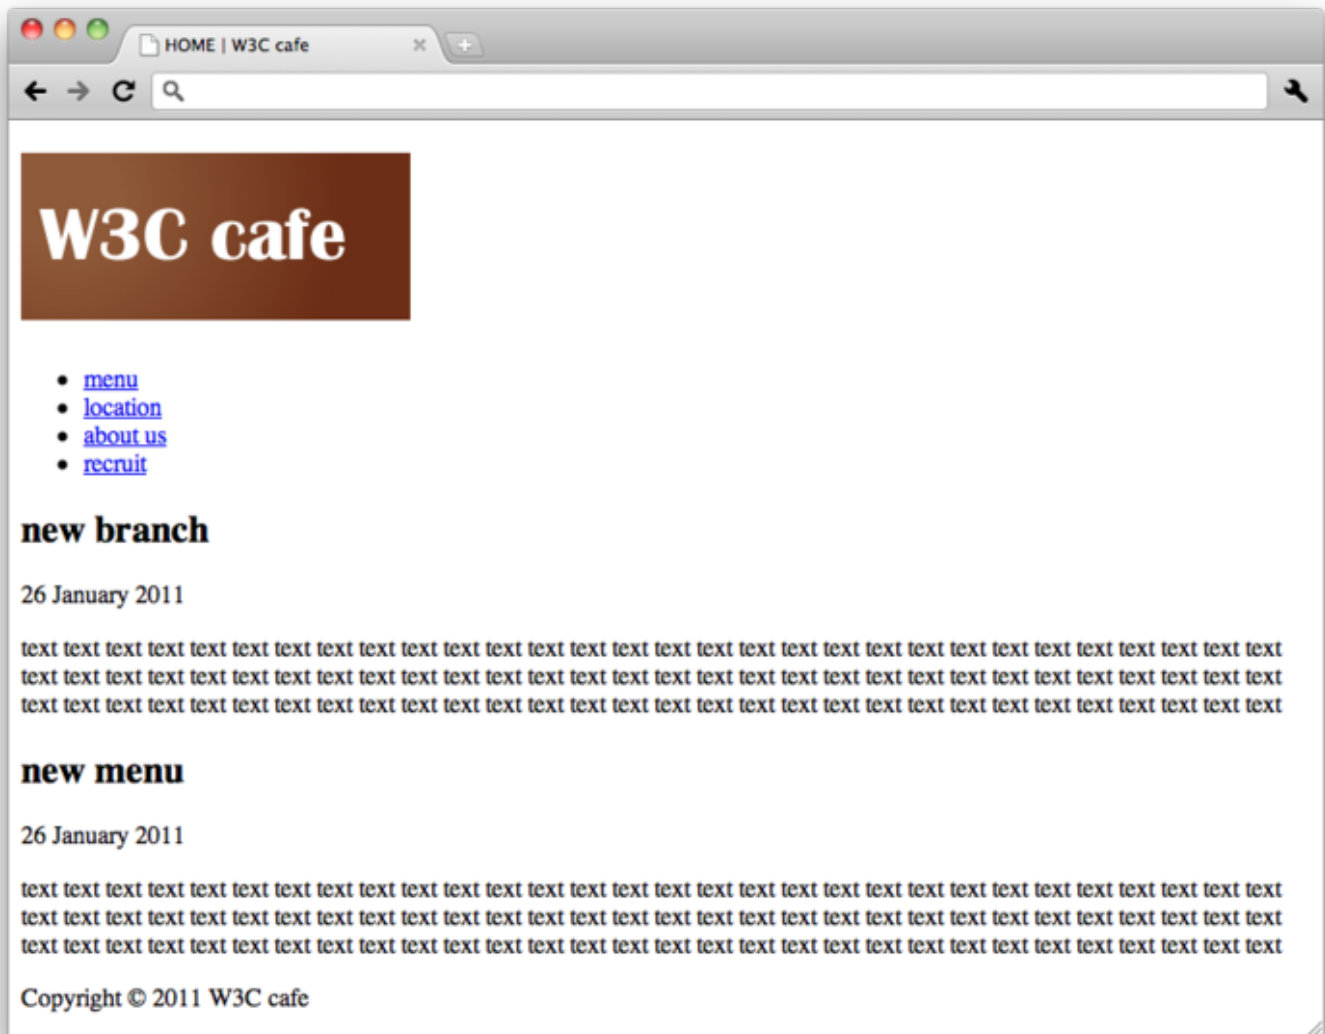 HOME | W3C cafe
W3C cafe
menu
location
about us
recruit
new branch
26 January 2011
text text text text text text text text text text text text text text text text text text text text text text text text text text text text text text
text text text text text text text text text text text text text text text text text text text text text text text text text text text text text text
text text text text text text text text text text text text text text text text text text text text text text text text text text text text text text
new menu
26 January 2011
text text text text text text text text text text text text text text text text text text text text text text text text text text text text text text
text text text text text text text text text text text text text text text text text text text text text text text text text text text text text text
text text text text text text text text text text text text text text text text text text text text text text text text text text text text text text
Copyright © 2011 W3C cafe